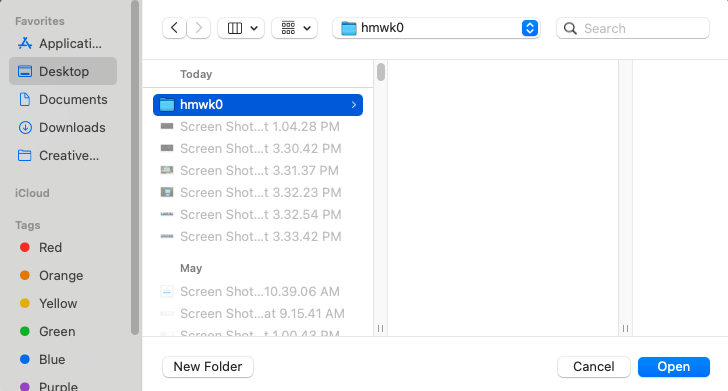 Favorites
Applicati...
Desktop
Documents
Downloads
Creative...
iCloud
Tags
Red
Orange
Yellow
Green
Blue
Purple
hmwk0
Search
Today
hmwk0
Screen Shot...t 1.04.28 PM
Screen Shot...t 3.30.42 PM
Screen Shot...t 3.31.37 PM
Screen Shot...t 3.32.23 PM
Screen Shot...t 3.32.54 PM
Screen Shot...t 3.33.42 PM
May
Screen Shot...10.39.06 AM
Screen Shot...at 9.15.41 AM
Screen Shot...t 1.00.43 PM
New Folder
Cancel
Open